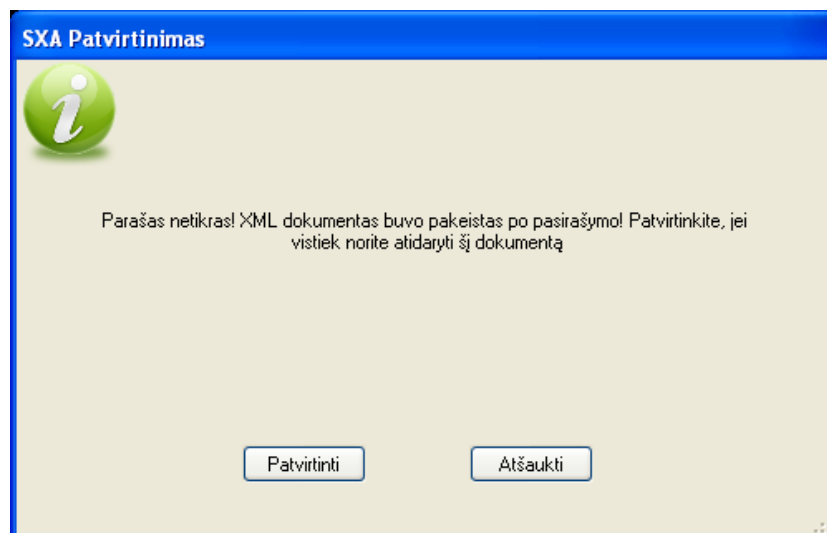 SXA Patvirtinimas
Parašas netikras! XML dokumentas buvo pakeistas po pasirašymo! Patvirtinkite, jei
vistiek norite atidaryti šį dokumentą
Patvirtinti
Atšaukti